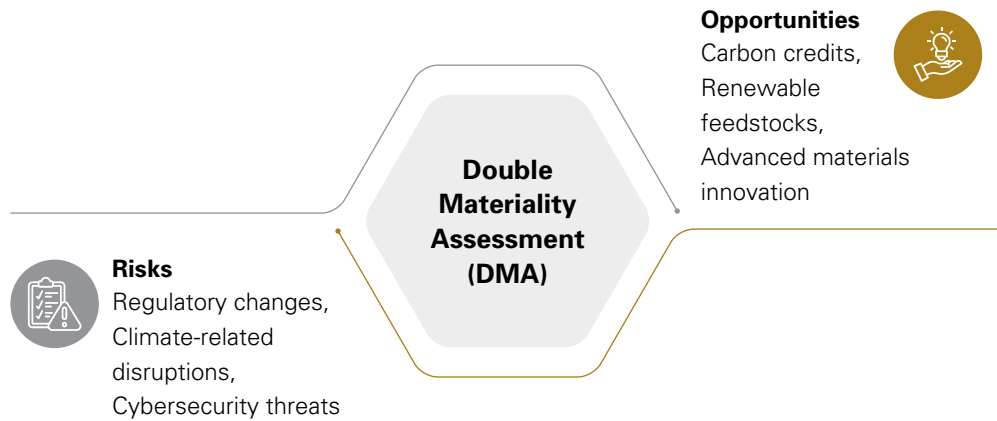 Opportunities
Carbon credits,
Renewable
feedstocks,
Advanced materials
innovation
Double
Materiality
Assessment
(DMA)
Risks
Regulatory changes,
Climate-related
disruptions,
Cybersecurity threats